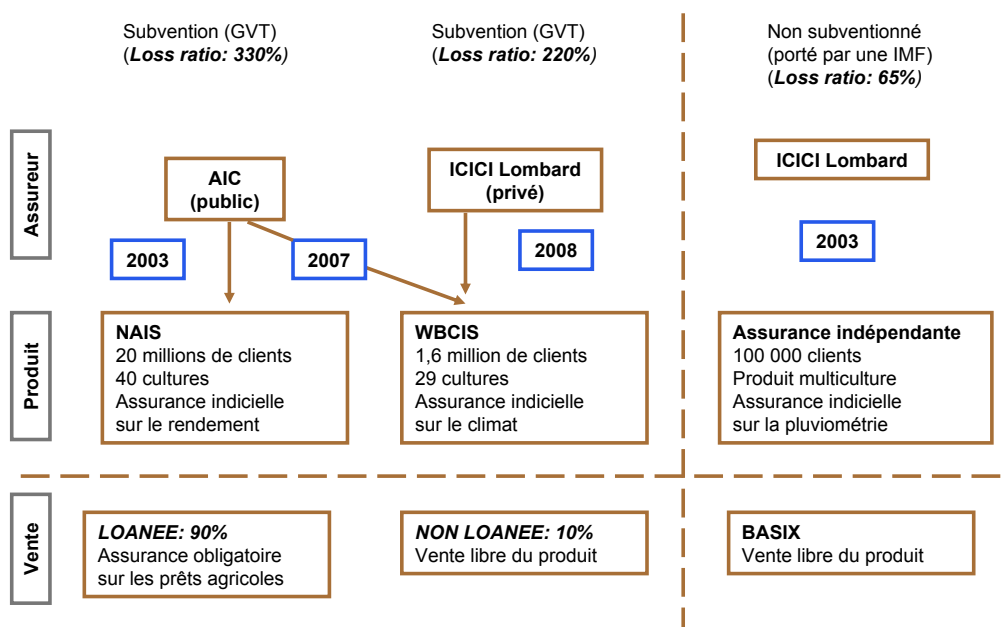 Subvention (GVT)
(Loss ratio: 330%)
Subvention (GVT)
(Loss ratio: 220%)
Non subventionné
(porté par une IMF)
(Loss ratio: 65%)
Assureur
AIC
(public)
ICICI Lombard
(privé)
ICICI Lombard
2003
2007
2008
2003
Produit
NAIS
20 millions de clients
40 cultures
Assurance indicielle
sur le rendement
WBCIS
1,6 million de clients
29 cultures
Assurance indicielle
sur le climat
Assurance indépendante
100 000 clients
Produit multiculture
Assurance indicielle
sur la pluviométrie
Vente
LOANEE: 90%
Assurance obligatoire
sur les prêts agricoles
NON LOANEE: 10%
Vente libre du produit
BASIX
Vente libre du produit